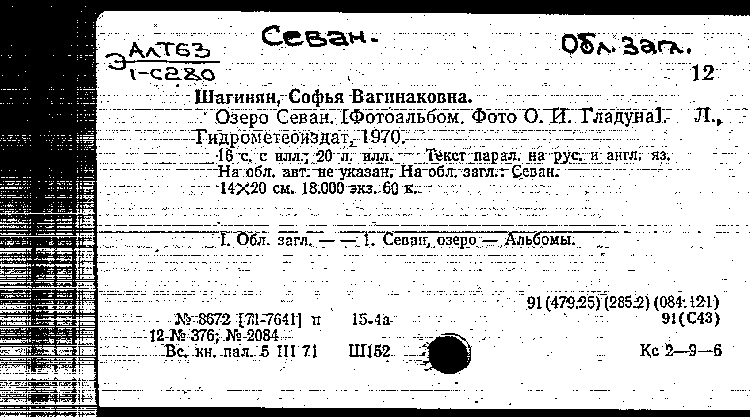 Севан.
Обл. загл.
АлТ63
Э
1-С280
12
Шагинян, Софья Вагинаковна.
Озеро Севан. [Фотоальбом. Фото О. И. Гладуна]. Л.,
Гидрометеоиздат, 1970.
16 с. с илл.; 20 л. илл. Текст парал. на рус. и англ. яз.
На обл. авт. не указан. На обл. загл.: Севан.
14×20 см. 18.000 экз. 60 к.
I. Обл. загл. — — 1. Севан, озеро — Альбомы.
91(479.25)(285.2)(084.121)
№ 8672 [71-7641] п 15-4а 91(С43)
12 № 376; № 2084
Вс. кн. пал. 5 III 71 Ш152 Кс 2—9—6